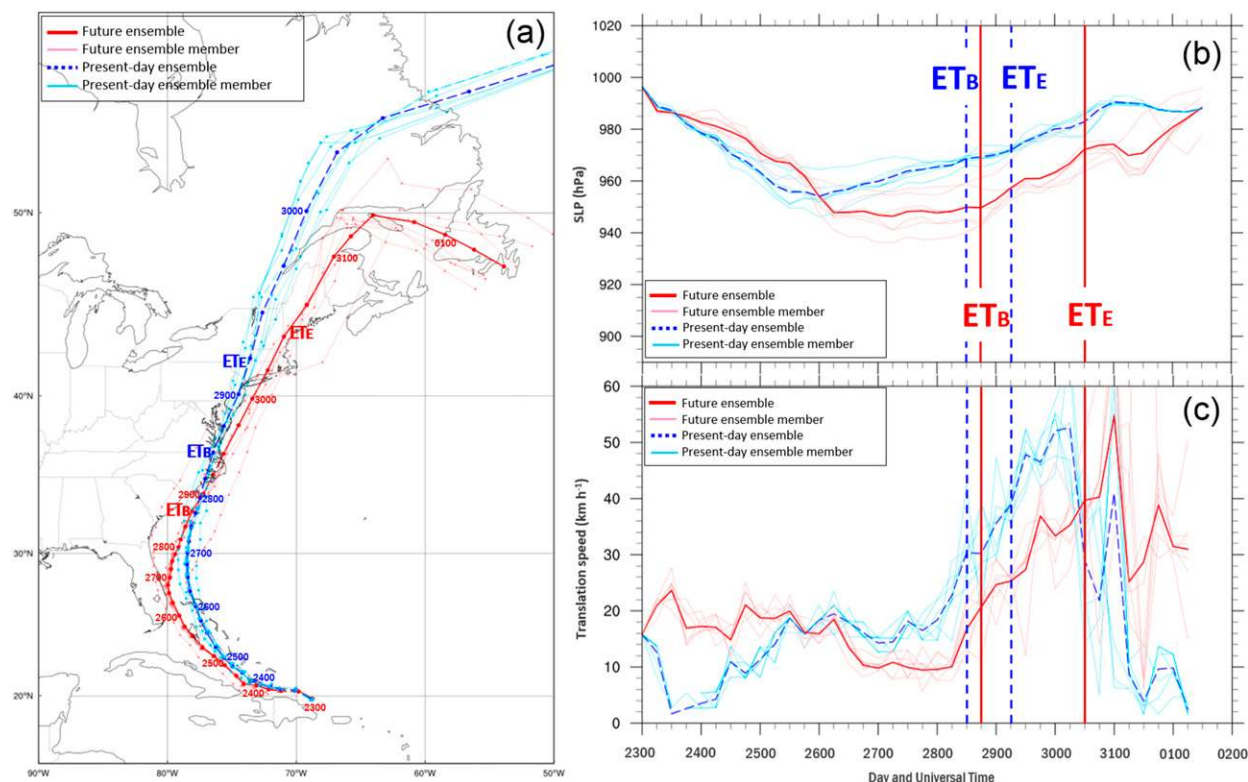 (a)
Future ensemble
Future ensemble member
Present-day ensemble
Present-day ensemble member
50°N
40°N
30°N
20°N
90°W
80°W
70°W
60°W
50°W
3000
3100
0100
ETE
ETE
2900
3000
ETB
2900
2800
ETB
2800
2700
2700
2600
2600
2500
2500
2400
2400
2300
(b)
1020
1000
980
960
940
920
900
SLP (hPa)
ETB
ETE
Future ensemble
Future ensemble member
Present-day ensemble
Present-day ensemble member
ETB
ETE
(c)
60
50
40
30
20
10
0
Translation speed (km h-1)
Future ensemble
Future ensemble member
Present-day ensemble
Present-day ensemble member
2300 2400 2500 2600 2700 2800 2900 3000 3100 0100 0200
Day and Universal Time